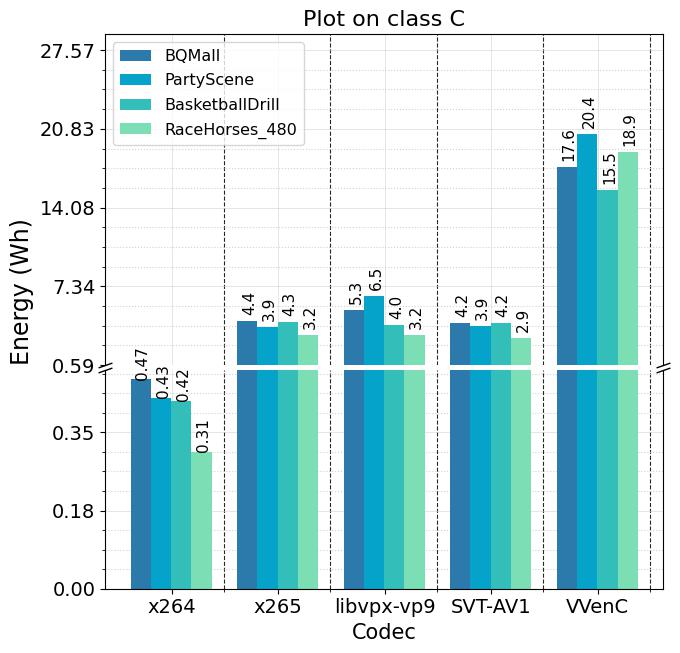 Plot on class C
27.57
20.83
14.08
7.34
0.59
0.35
0.18
0.00
Energy (Wh)
BQMall
PartyScene
BasketballDrill
RaceHorses_480
0.47
0.43
0.42
0.31
4.4
3.9
4.3
3.2
5.3
6.5
4.0
3.2
4.2
3.9
4.2
2.9
17.6
20.4
15.5
18.9
x264
x265
libvpx-vp9
SVT-AV1
VVenC
Codec